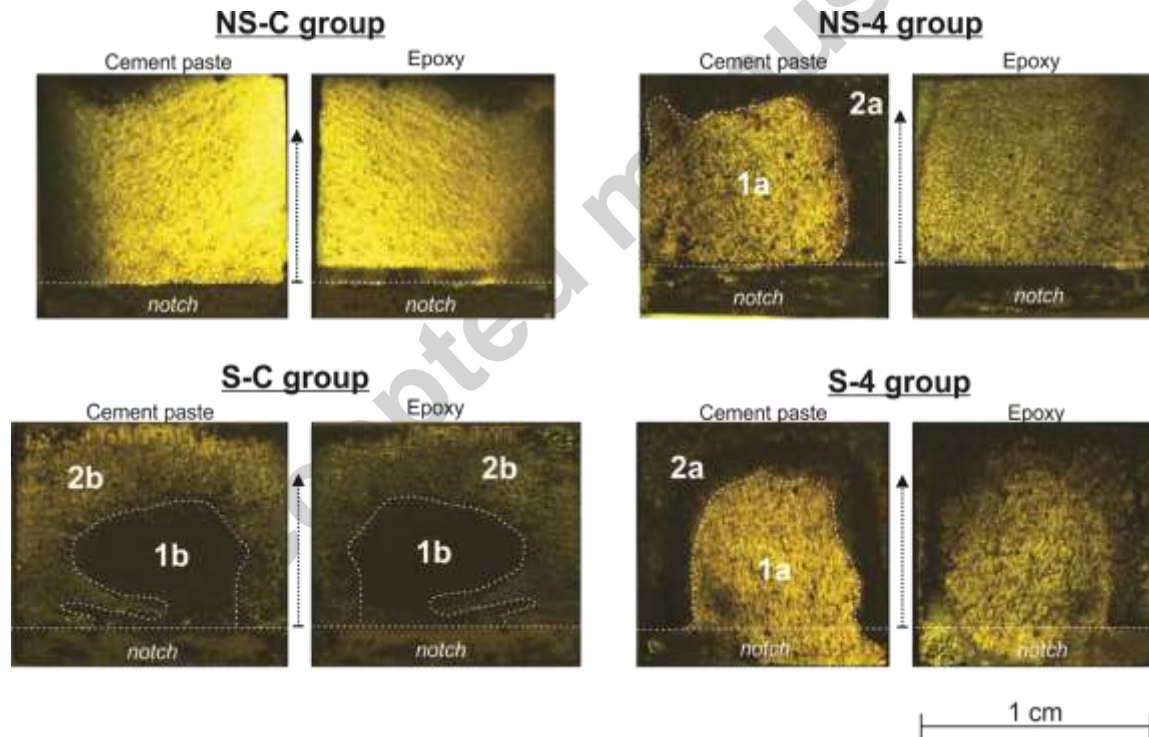 NS-C group
Cement paste
Epoxy
notch
notch
NS-4 group
Cement paste
Epoxy
2a
1a
notch
notch
S-C group
Cement paste
Epoxy
2b
2b
1b
1b
notch
notch
S-4 group
Cement paste
Epoxy
2a
1a
notch
notch
1 cm